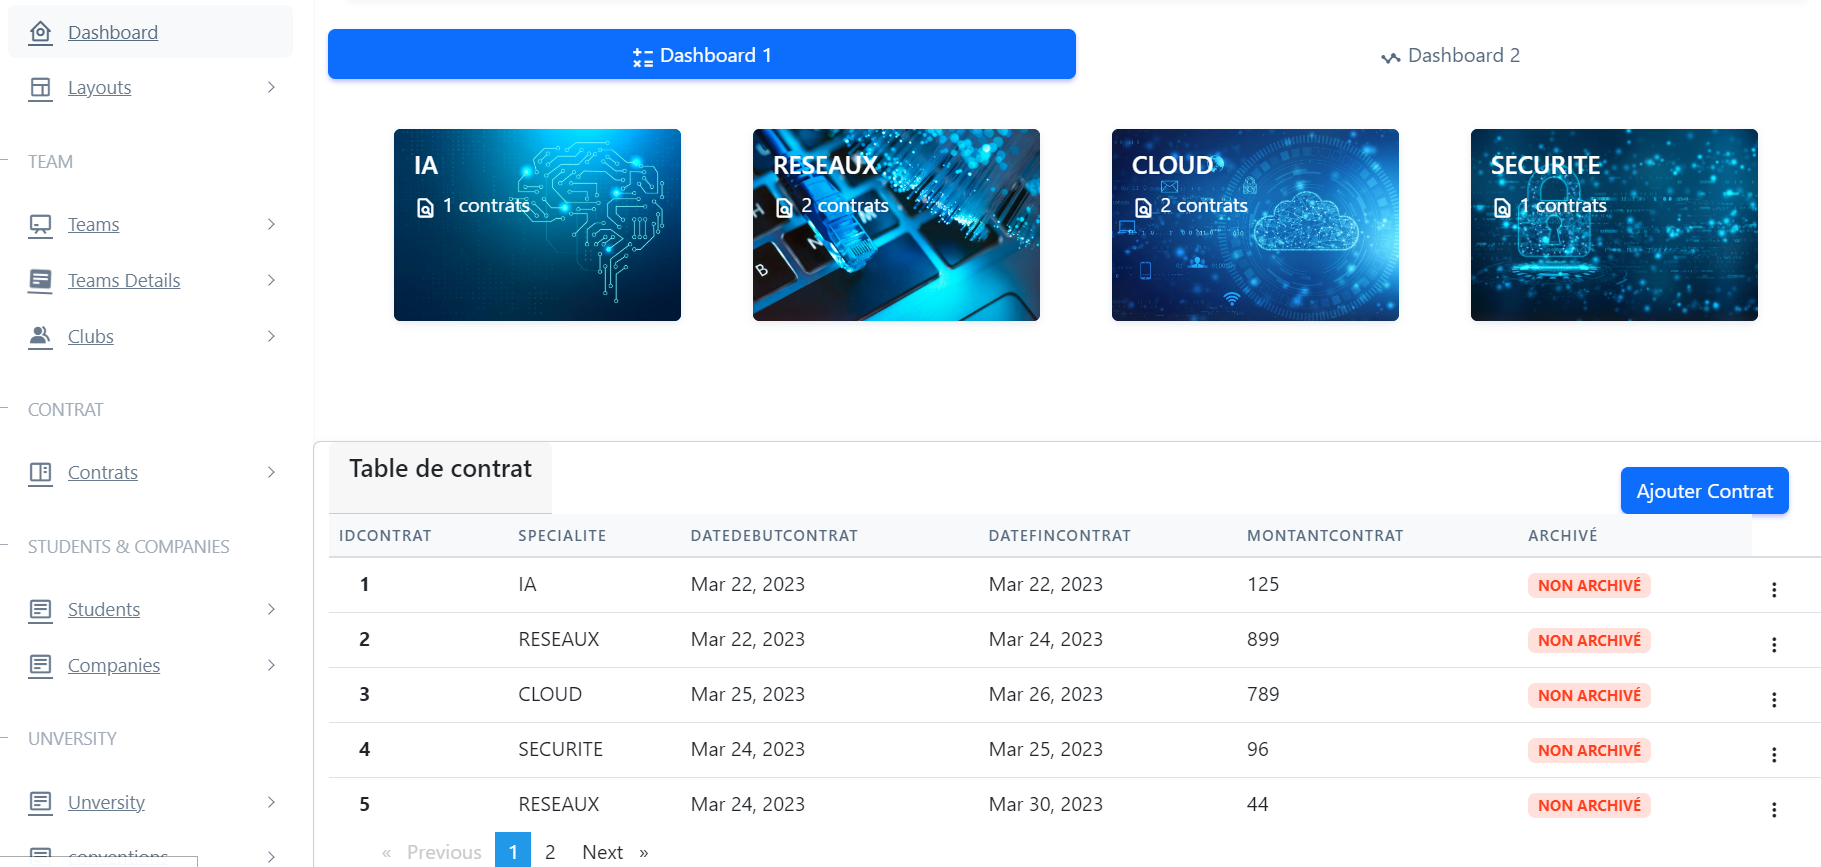 Dashboard
Layouts
TEAM
Teams
Teams Details
Clubs
CONTRAT
Contrats
STUDENTS & COMPANIES
Students
Companies
UNVERSITY
Unversity
conventions
Dashboard 1
Dashboard 2
IA
1 contrats
RESEAUX
2 contrats
CLOUD
2 contrats
SECURITE
1 contrats
Table de contrat
Ajouter Contrat
IDCONTRAT SPECIALITE DATEDEBUTCONTRAT DATEFINCONTRAT MONTANTCONTRAT ARCHIVÉ
1 IA Mar 22, 2023 Mar 22, 2023 125 NON ARCHIVÉ
2 RESEAUX Mar 22, 2023 Mar 24, 2023 899 NON ARCHIVÉ
3 CLOUD Mar 25, 2023 Mar 26, 2023 789 NON ARCHIVÉ
4 SECURITE Mar 24, 2023 Mar 25, 2023 96 NON ARCHIVÉ
5 RESEAUX Mar 24, 2023 Mar 30, 2023 44 NON ARCHIVÉ
« Previous 1 2 Next »